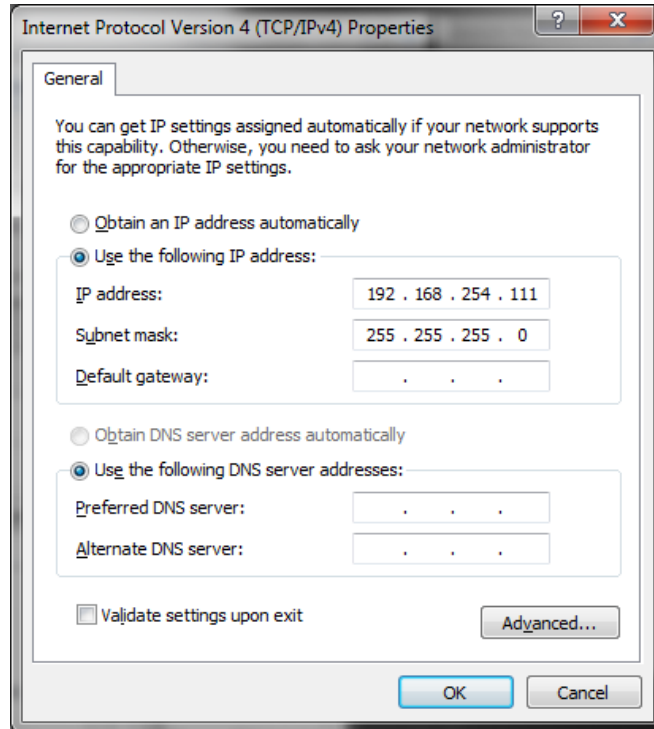 Internet Protocol Version 4 (TCP/IPv4) Properties
?
X
General
You can get IP settings assigned automatically if your network supports
this capability. Otherwise, you need to ask your network administrator
for the appropriate IP settings.
Obtain an IP address automatically
Use the following IP address:
IP address: 192 . 168 . 254 . 111
Subnet mask: 255 . 255 . 255 . 0
Default gateway: . . .
Obtain DNS server address automatically
Use the following DNS server addresses:
Preferred DNS server: . . .
Alternate DNS server: . . .
Validate settings upon exit
Advanced...
OK Cancel